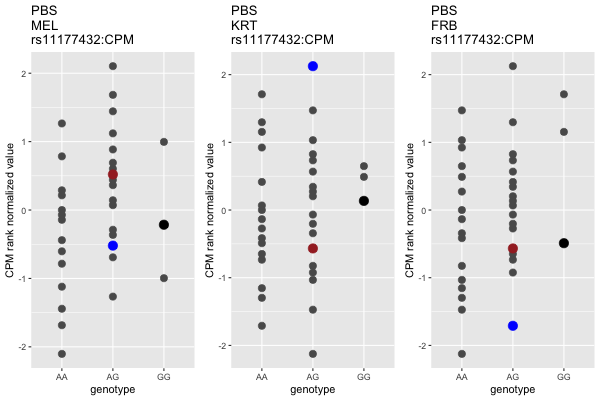 PBS
MEL
rs11177432:CPM
CPM rank normalized value
2
1
0
-1
-2
AA AG GG
genotype
PBS
KRT
rs11177432:CPM
CPM rank normalized value
2
1
0
-1
-2
AA AG GG
genotype
PBS
FRB
rs11177432:CPM
CPM rank normalized value
2
1
0
-1
-2
AA AG GG
genotype